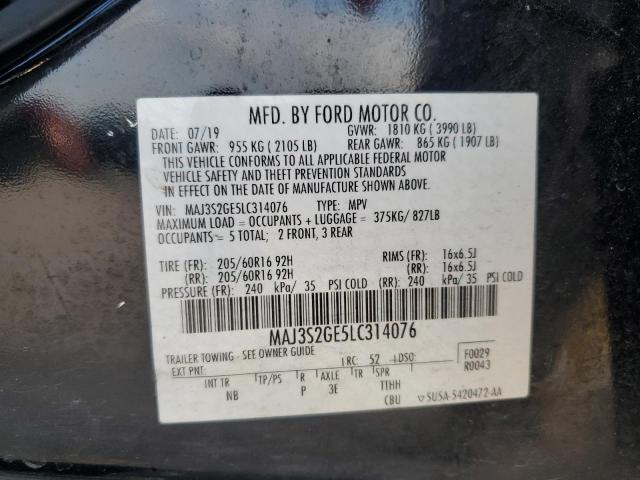 MFD. BY FORD MOTOR CO.
DATE: 07/19 GVWR: 1810 KG ( 3990 LB)
FRONT GAWR: 955 KG ( 2105 LB) REAR GAWR: 865 KG ( 1907 LB)
THIS VEHICLE CONFORMS TO ALL APPLICABLE FEDERAL MOTOR
VEHICLE SAFETY AND THEFT PREVENTION STANDARDS
IN EFFECT ON THE DATE OF MANUFACTURE SHOWN ABOVE.
VIN: MAJ3S2GE5LC314076 TYPE: MPV
MAXIMUM LOAD = OCCUPANTS + LUGGAGE = 375KG/ 827LB
OCCUPANTS = 5 TOTAL; 2 FRONT, 3 REAR
TIRE (FR): 205/60R16 92H RIMS (FR): 16x6.5J
(RR): 205/60R16 92H (RR): 16x6.5J
PRESSURE (FR): 240 kPa/ 35 PSI COLD (RR): 240 kPa/ 35 PSI COLD
MAJ3S2GE5LC314076
TRAILER TOWING - SEE OWNER GUIDE
EXT PNT: RC: 52 DSO: F0029
R0043
INT TR TP/PS R AXLE TR SPR
NB P 3E TTHH
CBU SUSA-5420472-AA